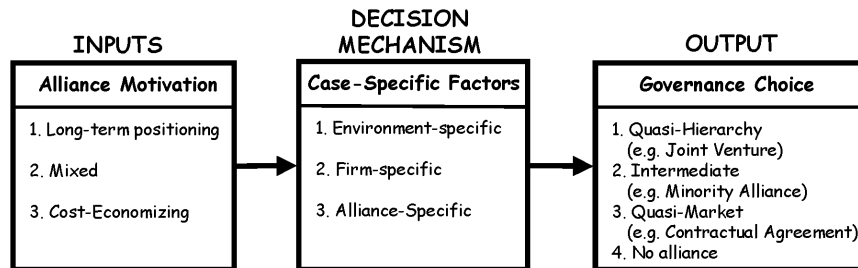 INPUTS
Alliance Motivation
1. Long-term positioning
2. Mixed
3. Cost-Economizing
DECISION
MECHANISM
Case-Specific Factors
1. Environment-specific
2. Firm-specific
3. Alliance-Specific
OUTPUT
Governance Choice
1. Quasi-Hierarchy
(e.g. Joint Venture)
2. Intermediate
(e.g. Minority Alliance)
3. Quasi-Market
(e.g. Contractual Agreement)
4. No alliance